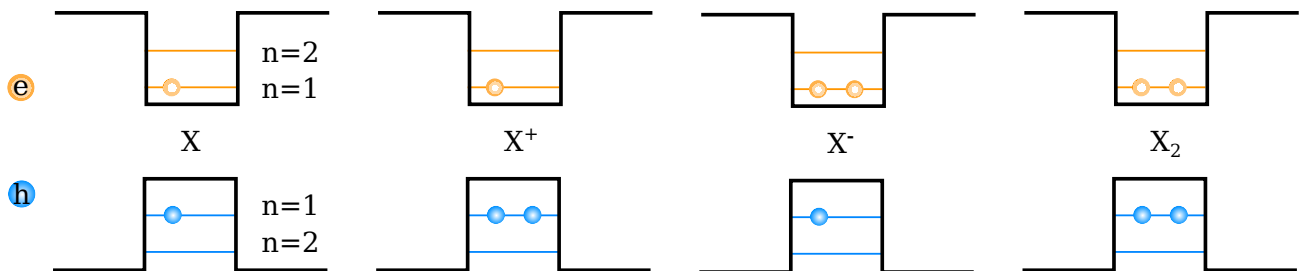 n=2
e
n=1
X
X⁺
X⁻
X₂
h
n=1
n=2